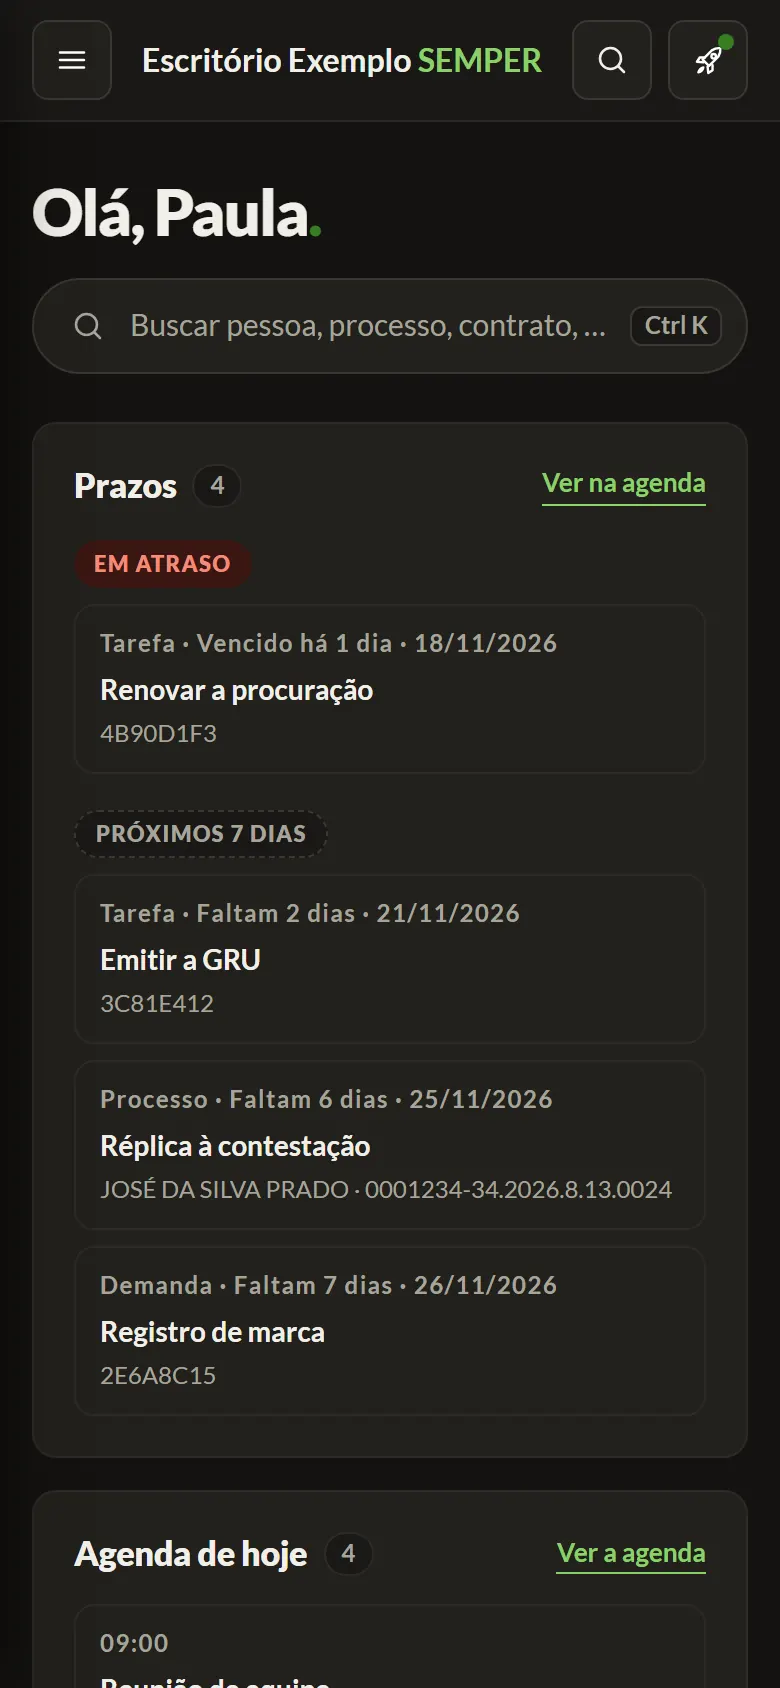 Escritório Exemplo SEMPER
Olá, Paula.
Buscar pessoa, processo, contrato, ... Ctrl K
Prazos 4 Ver na agenda
EM ATRASO
Tarefa · Vencido há 1 dia · 18/11/2026
Renovar a procuração
4B90D1F3
PRÓXIMOS 7 DIAS
Tarefa · Faltam 2 dias · 21/11/2026
Emitir a GRU
3C81E412
Processo · Faltam 6 dias · 25/11/2026
Réplica à contestação
JOSÉ DA SILVA PRADO · 0001234-34.2026.8.13.0024
Demanda · Faltam 7 dias · 26/11/2026
Registro de marca
2E6A8C15
Agenda de hoje 4 Ver a agenda
09:00
Reunião de equipe